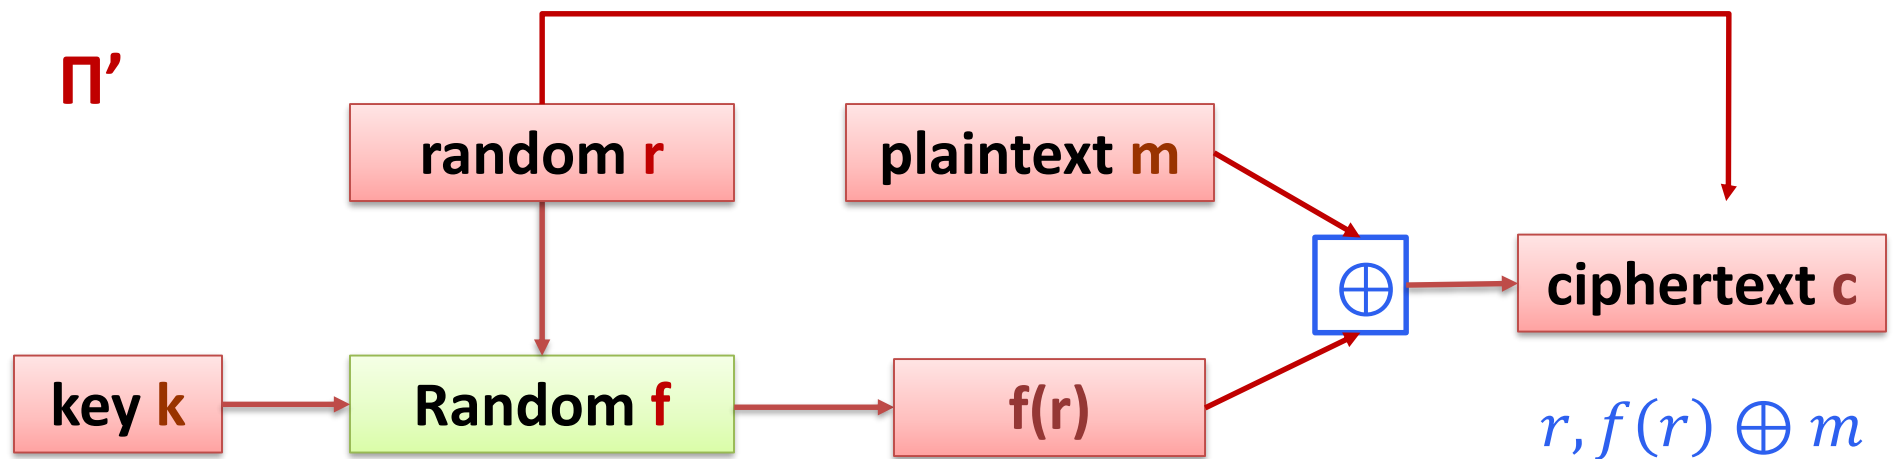 Π’
random r
plaintext m
⊕
ciphertext c
key k
Random f
f(r)
r, f(r) ⊕ m